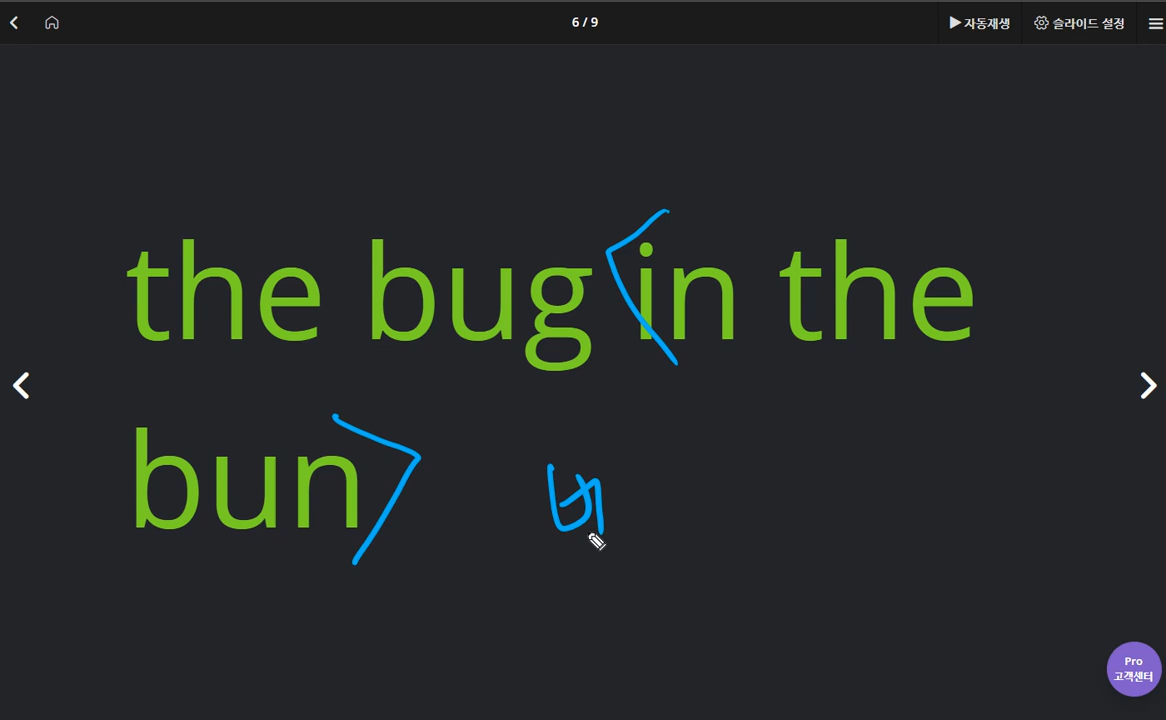 6 / 9
자동재생
슬라이드 설정
the bug in the
bun
버
Pro
고객센터